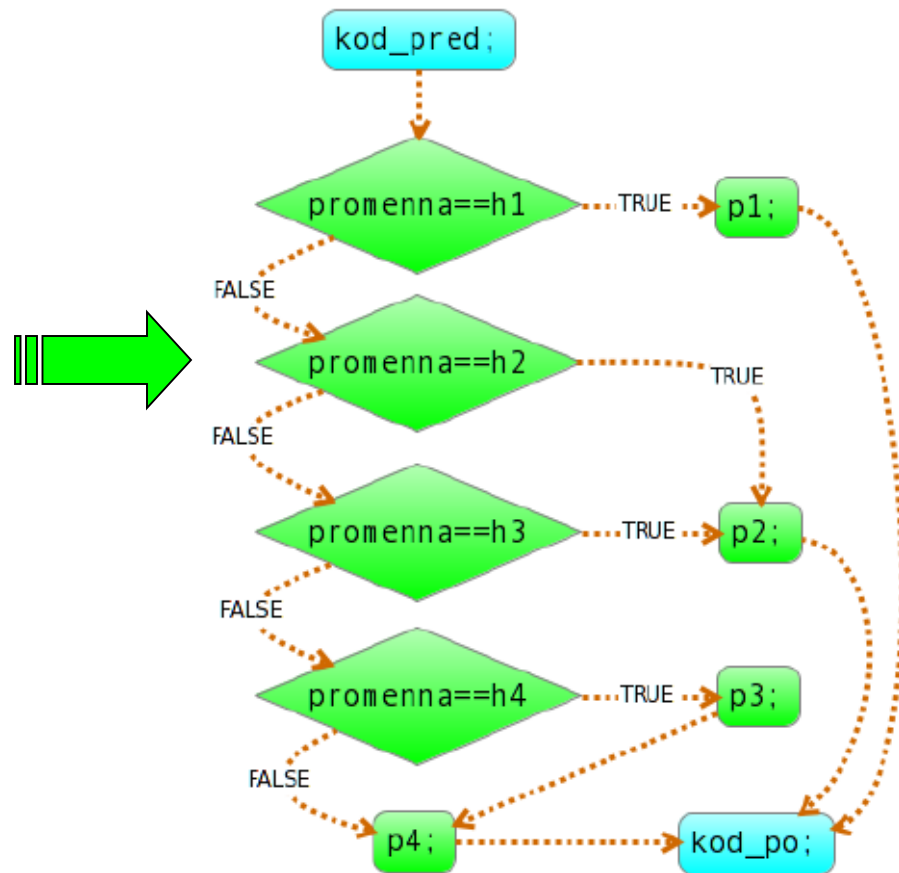 kod_pred;
promenna==h1
TRUE
p1;
FALSE
promenna==h2
TRUE
FALSE
promenna==h3
TRUE
p2;
FALSE
promenna==h4
TRUE
p3;
FALSE
p4;
kod_po;